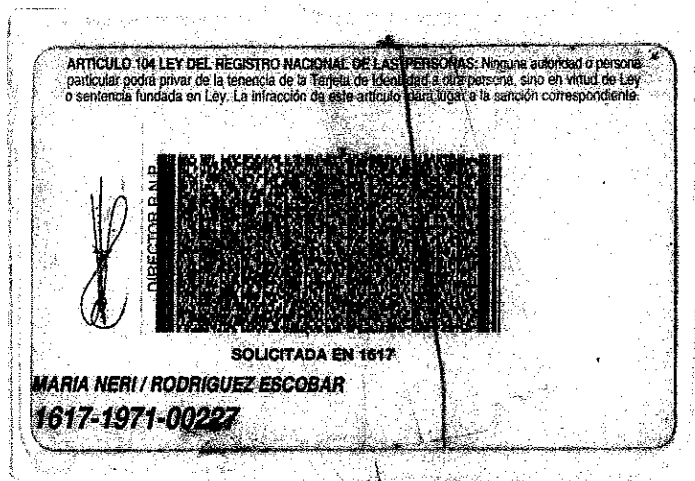 ARTICULO 104 LEY DEL REGISTRO NACIONAL DE LAS PERSONAS: Ninguna autoridad o persona
particular podrá privar de la tenencia de la Tarjeta de Identidad a otra persona, sino en virtud de Ley
o sentencia fundada en Ley. La infracción de este artículo dará lugar a la sanción correspondiente.
DIRECTOR R.N.P.
SOLICITADA EN 1617
MARIA NERI / RODRIGUEZ ESCOBAR
1617-1971-00227